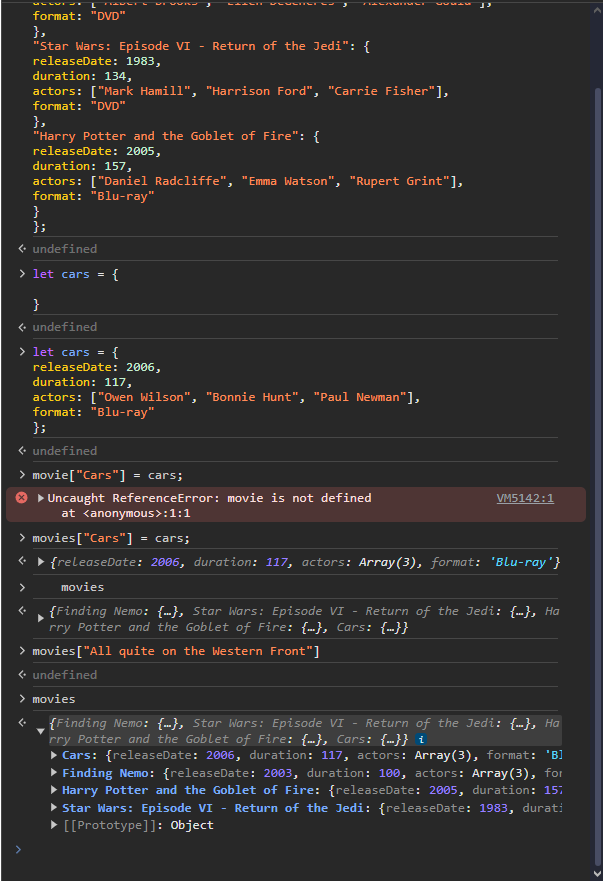 actors: ["Albert Brooks", "Ellen DeGeneres", "Alexander Gould"],
format: "DVD"
},
"Star Wars: Episode VI - Return of the Jedi": {
releaseDate: 1983,
duration: 134,
actors: ["Mark Hamill", "Harrison Ford", "Carrie Fisher"],
format: "DVD"
},
"Harry Potter and the Goblet of Fire": {
releaseDate: 2005,
duration: 157,
actors: ["Daniel Radcliffe", "Emma Watson", "Rupert Grint"],
format: "Blu-ray"
}
};
undefined
let cars = {
}
undefined
let cars = {
releaseDate: 2006,
duration: 117,
actors: ["Owen Wilson", "Bonnie Hunt", "Paul Newman"],
format: "Blu-ray"
};
undefined
movie["Cars"] = cars;
Uncaught ReferenceError: movie is not defined VM5142:1
at <anonymous>:1:1
movies["Cars"] = cars;
{releaseDate: 2006, duration: 117, actors: Array(3), format: 'Blu-ray'}
movies
{Finding Nemo: {…}, Star Wars: Episode VI - Return of the Jedi: {…}, Ha
rry Potter and the Goblet of Fire: {…}, Cars: {…}}
movies["All quite on the Western Front"]
undefined
movies
{Finding Nemo: {…}, Star Wars: Episode VI - Return of the Jedi: {…}, Ha
rry Potter and the Goblet of Fire: {…}, Cars: {…}} i
Cars: {releaseDate: 2006, duration: 117, actors: Array(3), format: 'Bl
Finding Nemo: {releaseDate: 2003, duration: 100, actors: Array(3), for
Harry Potter and the Goblet of Fire: {releaseDate: 2005, duration: 157
Star Wars: Episode VI - Return of the Jedi: {releaseDate: 1983, durati
[[Prototype]]: Object